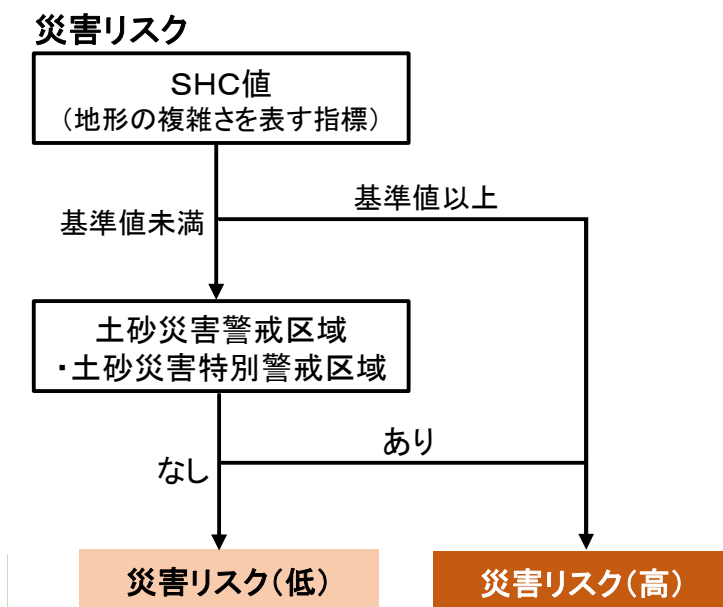 災害リスク
SHC値
(地形の複雑さを表す指標)
基準値以上
基準値未満
土砂災害警戒区域
・土砂災害特別警戒区域
あり
なし
災害リスク(低)
災害リスク(高)